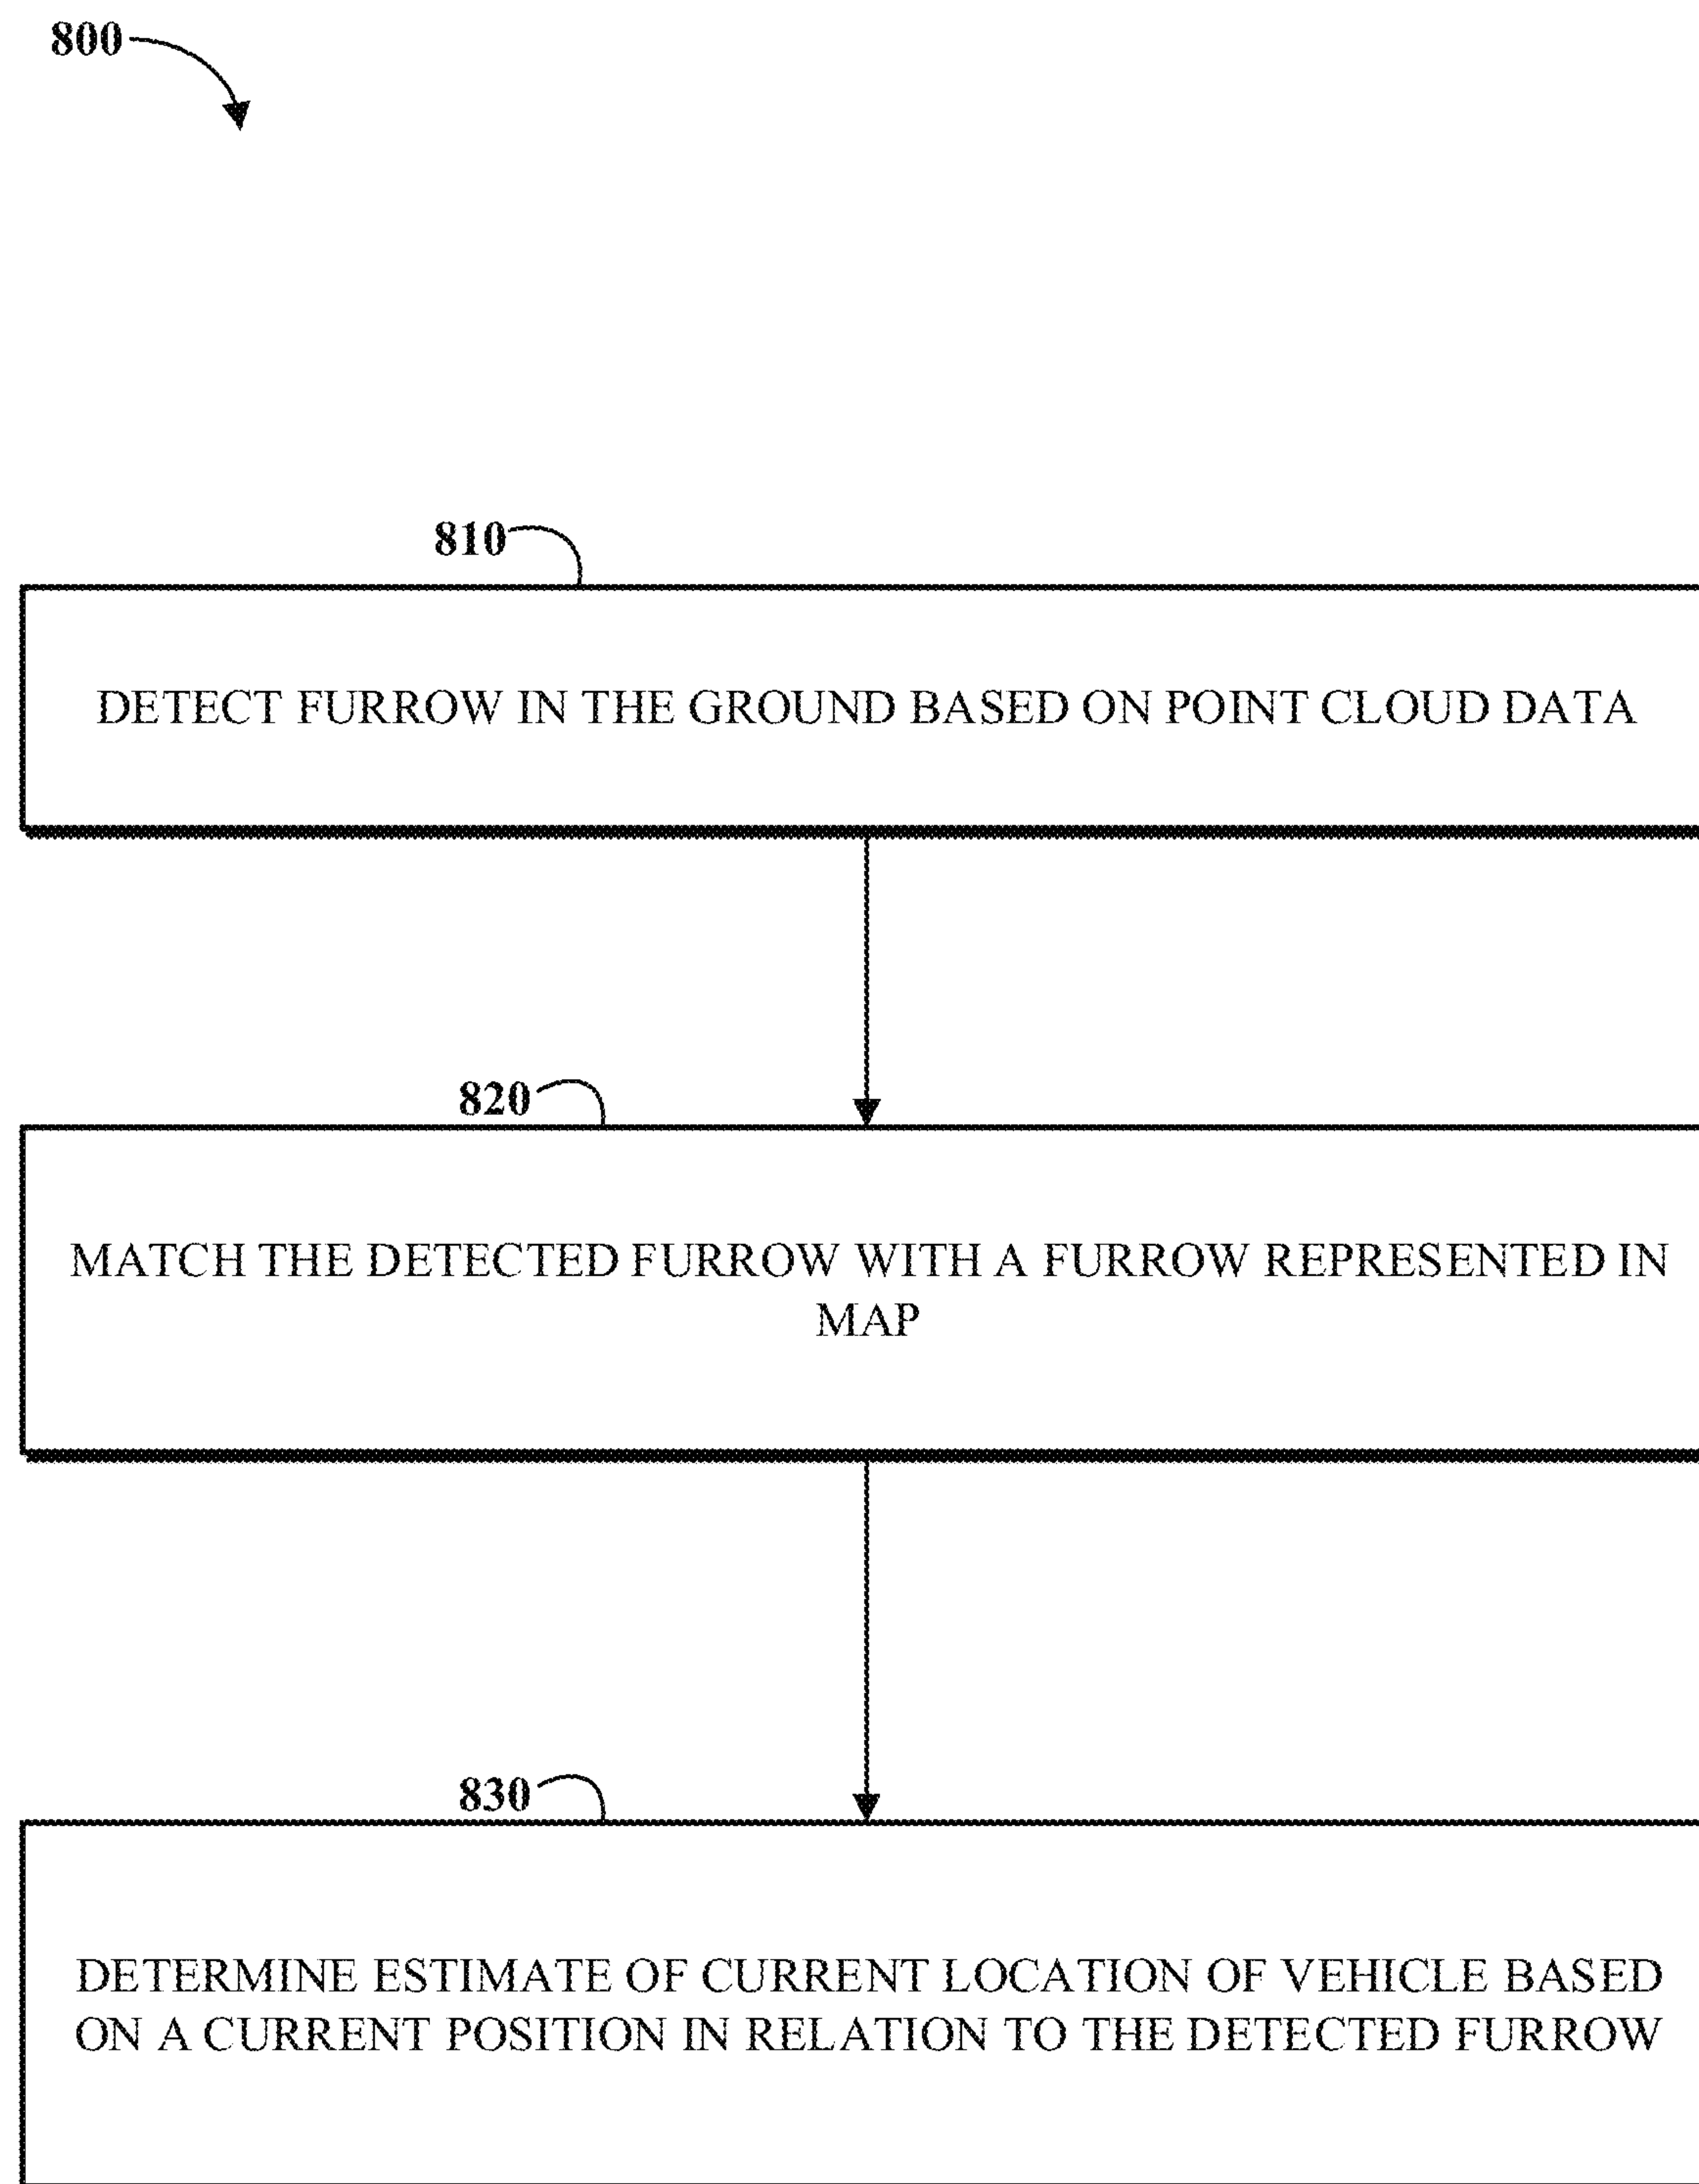 800
810
DETECT FURROW IN THE GROUND BASED ON POINT CLOUD DATA
820
MATCH THE DETECTED FURROW WITH A FURROW REPRESENTED IN
MAP
830
DETERMINE ESTIMATE OF CURRENT LOCATION OF VEHICLE BASED
ON A CURRENT POSITION IN RELATION TO THE DETECTED FURROW